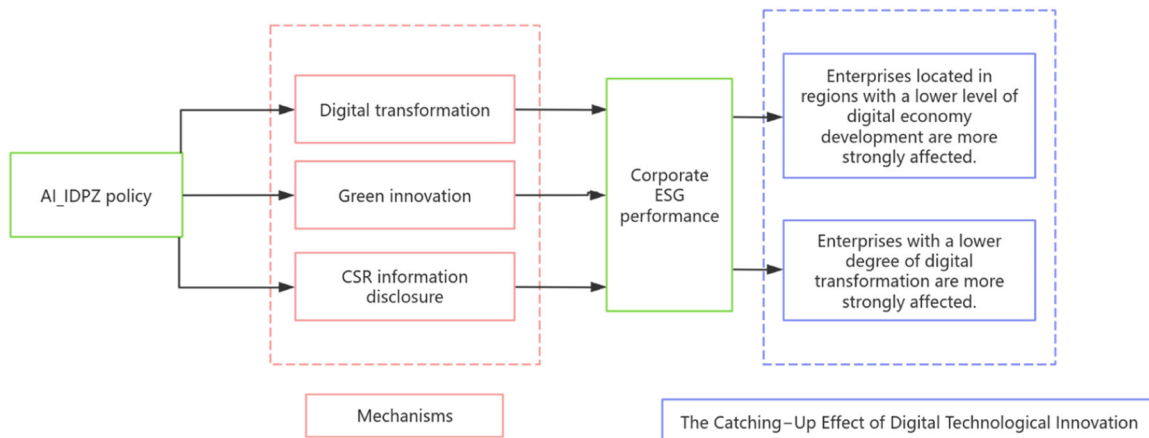 AI_IDPZ policy
Digital transformation
Green innovation
CSR information
disclosure
Mechanisms
Corporate
ESG
performance
Enterprises located in
regions with a lower level of
digital economy
development are more
strongly affected.
Enterprises with a lower
degree of digital
transformation are more
strongly affected.
The Catching−Up Effect of Digital Technological Innovation